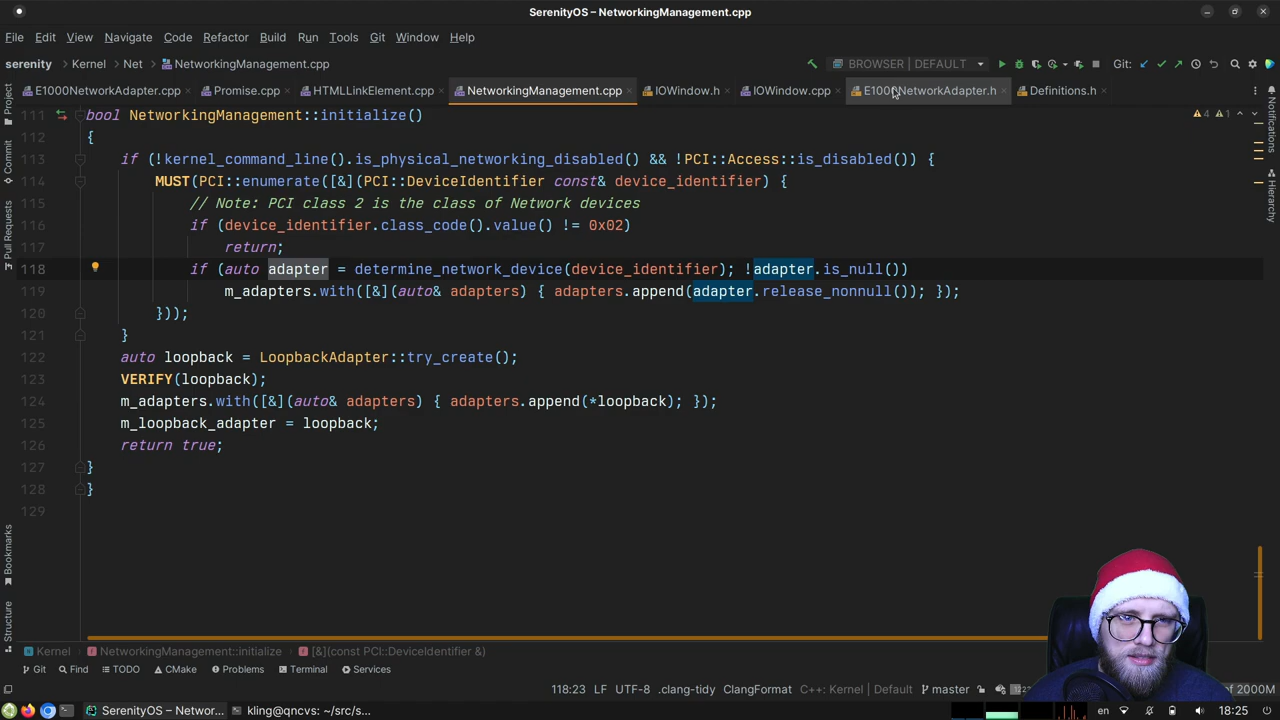 SerenityOS – NetworkingManagement.cpp
File Edit View Navigate Code Refactor Build Run Tools Git Window Help
serenity Kernel Net NetworkingManagement.cpp BROWSER | DEFAULT Git:
E1000NetworkAdapter.cpp Promise.cpp HTMLLinkElement.cpp NetworkingManagement.cpp IOWindow.h IOWindow.cpp E1000NetworkAdapter.h Definitions.h
Project
Commit
Pull Requests
Bookmarks
Structure
Notifications
Hierarchy
4 1
111 bool NetworkingManagement::initialize()
112 {
113 if (!kernel_command_line().is_physical_networking_disabled() && !PCI::Access::is_disabled()) {
114 MUST(PCI::enumerate([&](PCI::DeviceIdentifier const& device_identifier) {
115 // Note: PCI class 2 is the class of Network devices
116 if (device_identifier.class_code().value() != 0x02)
117 return;
118 if (auto adapter = determine_network_device(device_identifier); !adapter.is_null())
119 m_adapters.with([&](auto& adapters) { adapters.append(adapter.release_nonnull()); });
120 }));
121 }
122 auto loopback = LoopbackAdapter::try_create();
123 VERIFY(loopback);
124 m_adapters.with([&](auto& adapters) { adapters.append(*loopback); });
125 m_loopback_adapter = loopback;
126 return true;
127 }
128 }
129
Kernel NetworkingManagement::initialize [&](const PCI::DeviceIdentifier &)
Git Find TODO CMake Problems Terminal Services
118:23 LF UTF-8 .clang-tidy ClangFormat C++: Kernel | Default master of 2000M
SerenityOS – Networ... kling@qncvs: ~/src/s... en 18:25